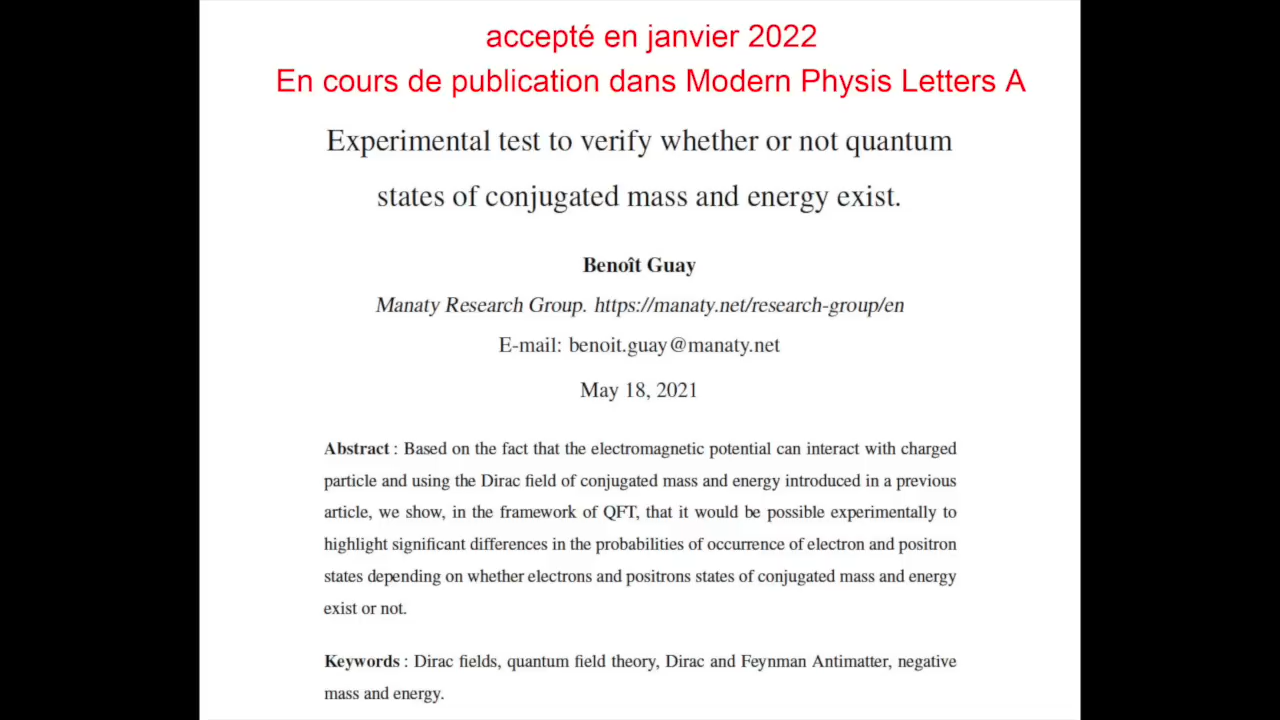 accepté en janvier 2022
En cours de publication dans Modern Physis Letters A
Experimental test to verify whether or not quantum
states of conjugated mass and energy exist.
Benoît Guay
Manaty Research Group. https://manaty.net/research-group/en
E-mail: benoit.guay@manaty.net
May 18, 2021
Abstract : Based on the fact that the electromagnetic potential can interact with charged
particle and using the Dirac field of conjugated mass and energy introduced in a previous
article, we show, in the framework of QFT, that it would be possible experimentally to
highlight significant differences in the probabilities of occurrence of electron and positron
states depending on whether electrons and positrons states of conjugated mass and energy
exist or not.
Keywords : Dirac fields, quantum field theory, Dirac and Feynman Antimatter, negative
mass and energy.